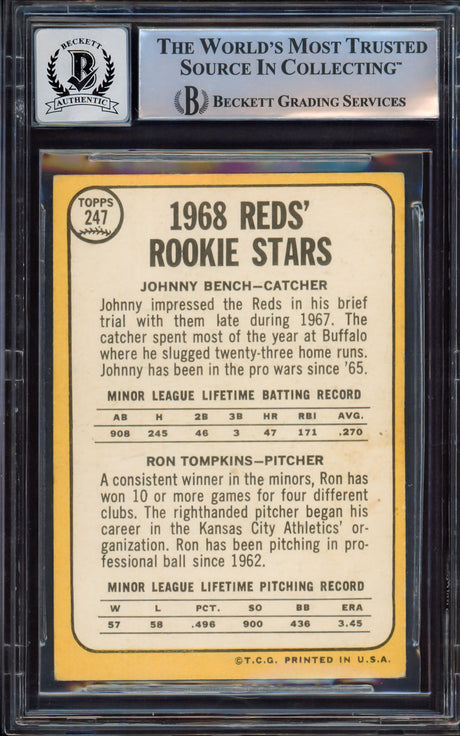 BECKETT
B
AUTHENTIC
THE WORLD'S MOST TRUSTED
SOURCE IN COLLECTING™
B BECKETT GRADING SERVICES
TOPPS
247
1968 REDS'
ROOKIE STARS
JOHNNY BENCH—CATCHER
Johnny impressed the Reds in his brief
trial with them late during 1967. The
catcher spent most of the year at Buffalo
where he slugged twenty-three home runs.
Johnny has been in the pro wars since '65.
MINOR LEAGUE LIFETIME BATTING RECORD
AB H 2B 3B HR RBI AVG.
908 245 46 3 47 171 .270
RON TOMPKINS—PITCHER
A consistent winner in the minors, Ron has
won 10 or more games for four different
clubs. The righthanded pitcher began his
career in the Kansas City Athletics' or-
ganization. Ron has been pitching in pro-
fessional ball since 1962.
MINOR LEAGUE LIFETIME PITCHING RECORD
W L PCT. SO BB ERA
57 58 .496 900 436 3.45
©T.C.G. PRINTED IN U.S.A.